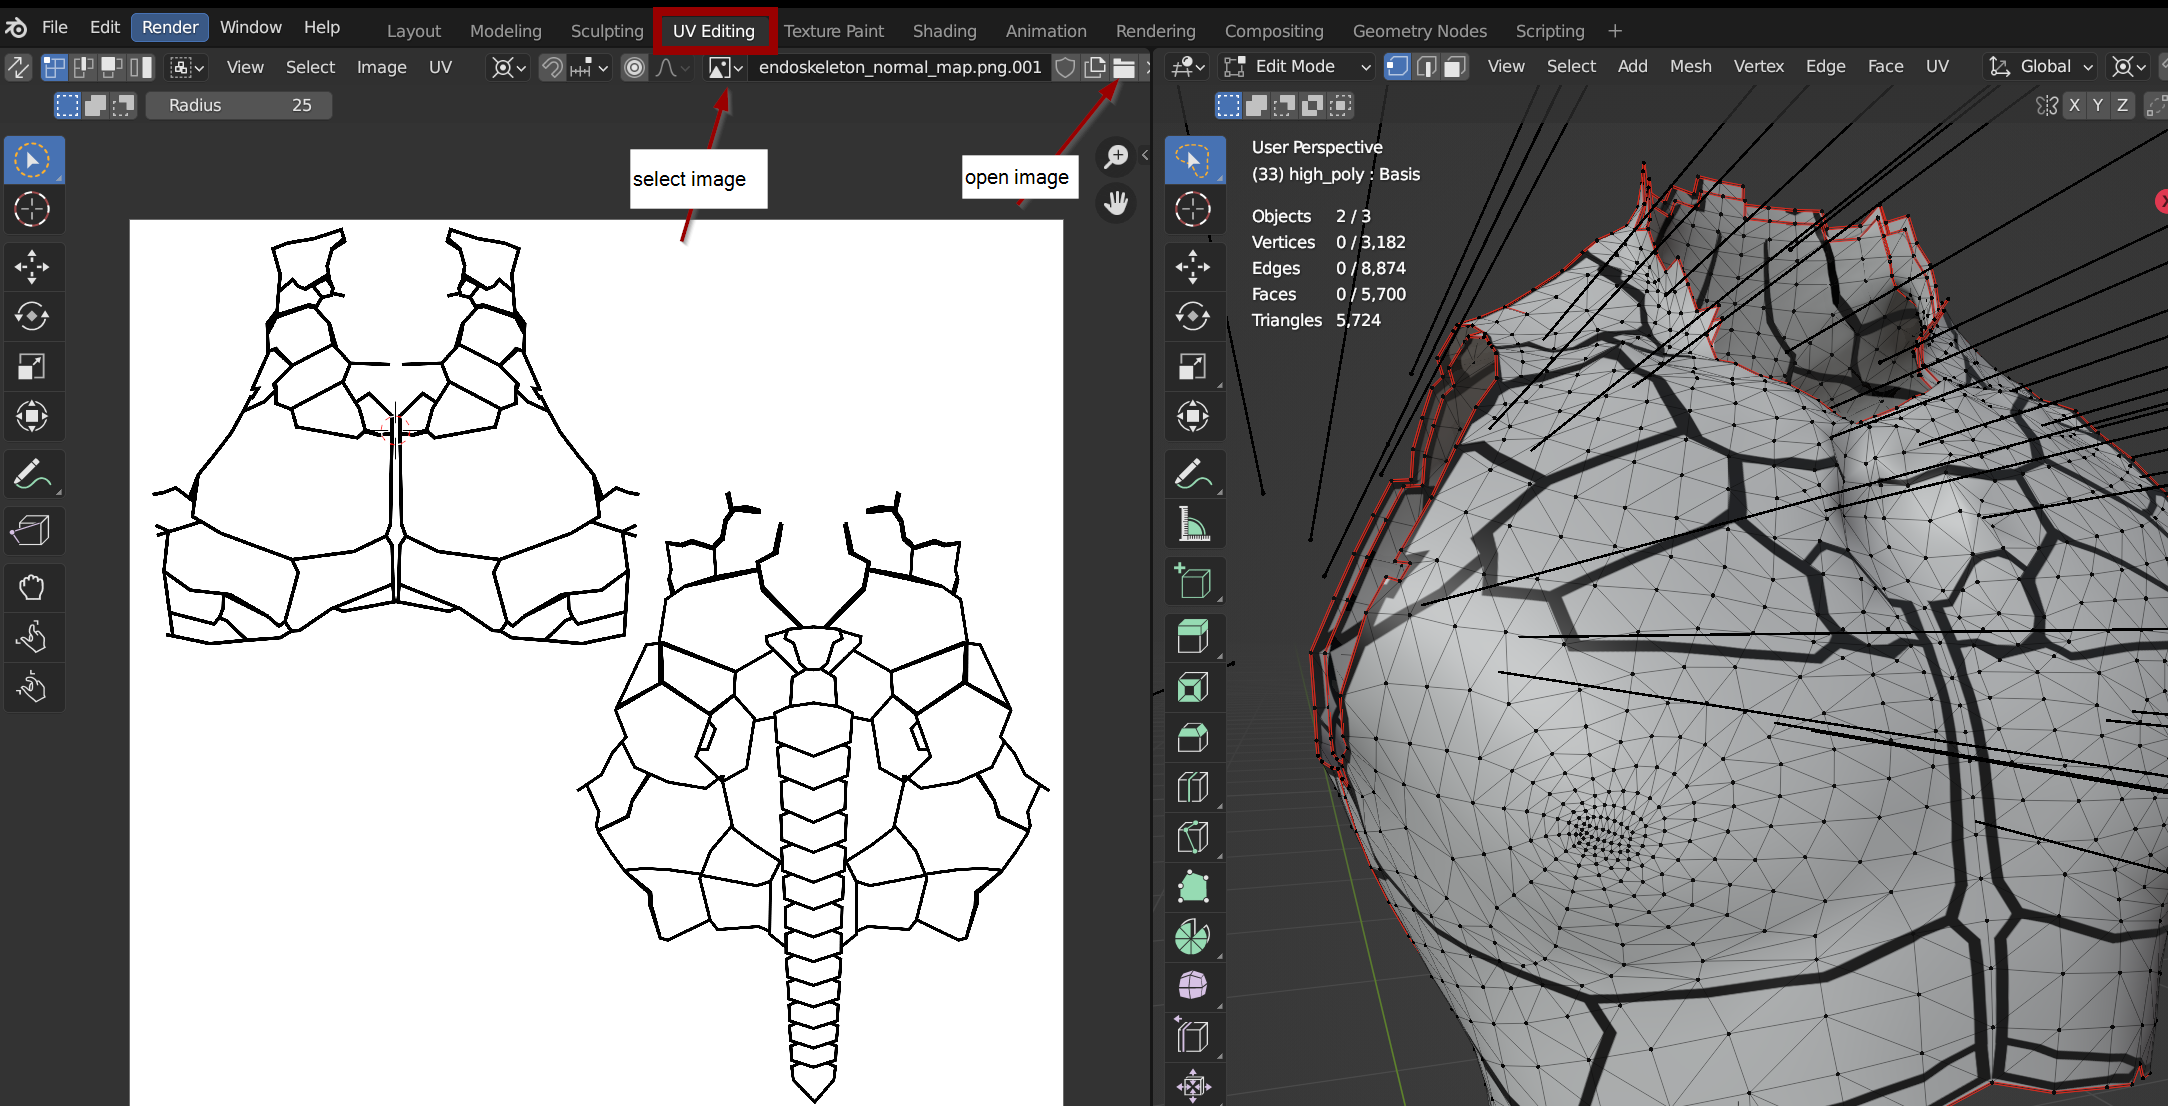 File Edit Render Window Help Layout Modeling Sculpting UV Editing Texture Paint Shading Animation Rendering Compositing Geometry Nodes Scripting +
View Select Image UV endoskeleton_normal_map.png.001 Edit Mode View Select Add Mesh Vertex Edge Face UV Global
Radius 25 X Y Z
select image
open image
User Perspective
(33) high_poly : Basis
Objects 2 / 3
Vertices 0 / 3,182
Edges 0 / 8,874
Faces 0 / 5,700
Triangles 5,724